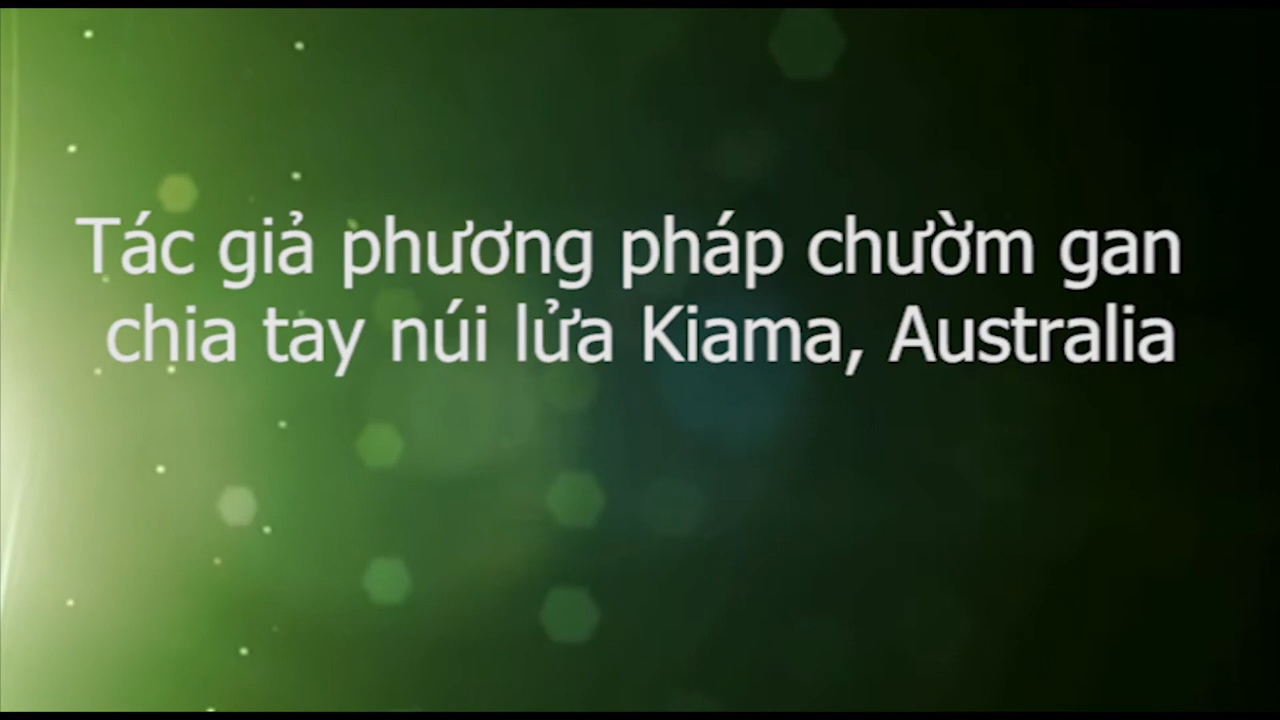 Tác giả phương pháp chườm gan
chia tay núi lửa Kiama, Australia